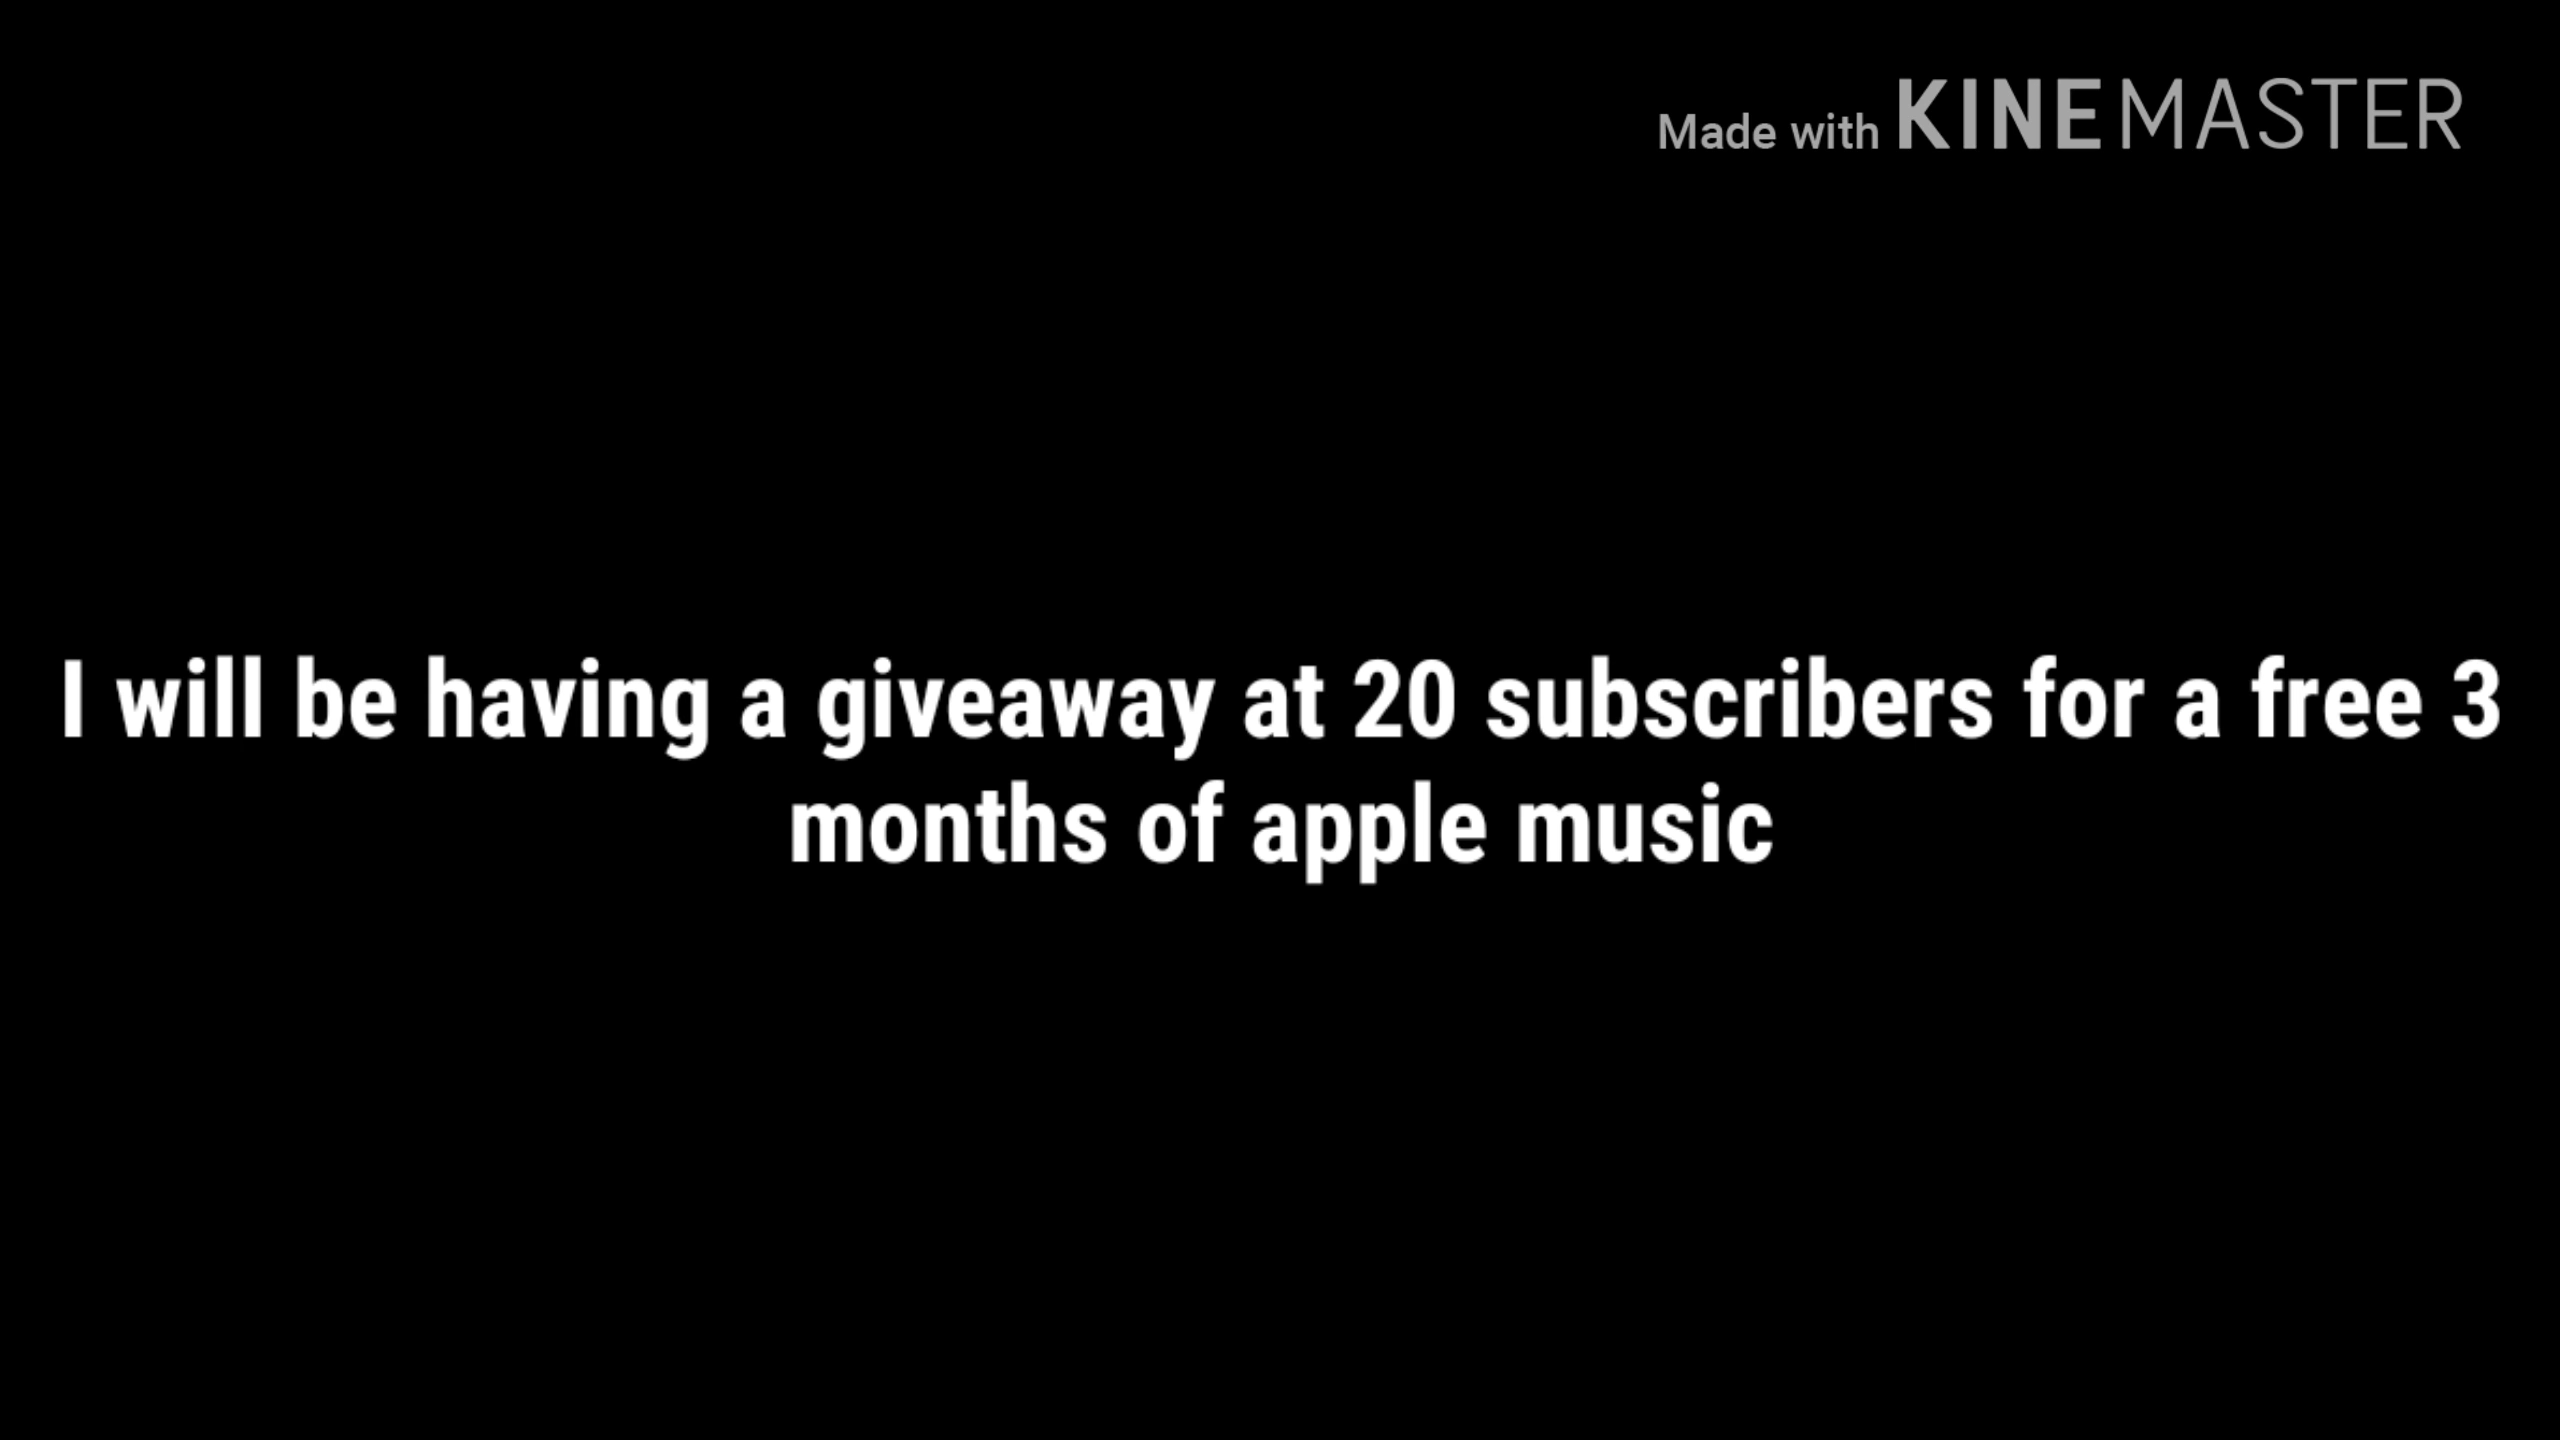 Made with KINEMASTER
I will be having a giveaway at 20 subscribers for a free 3
months of apple music